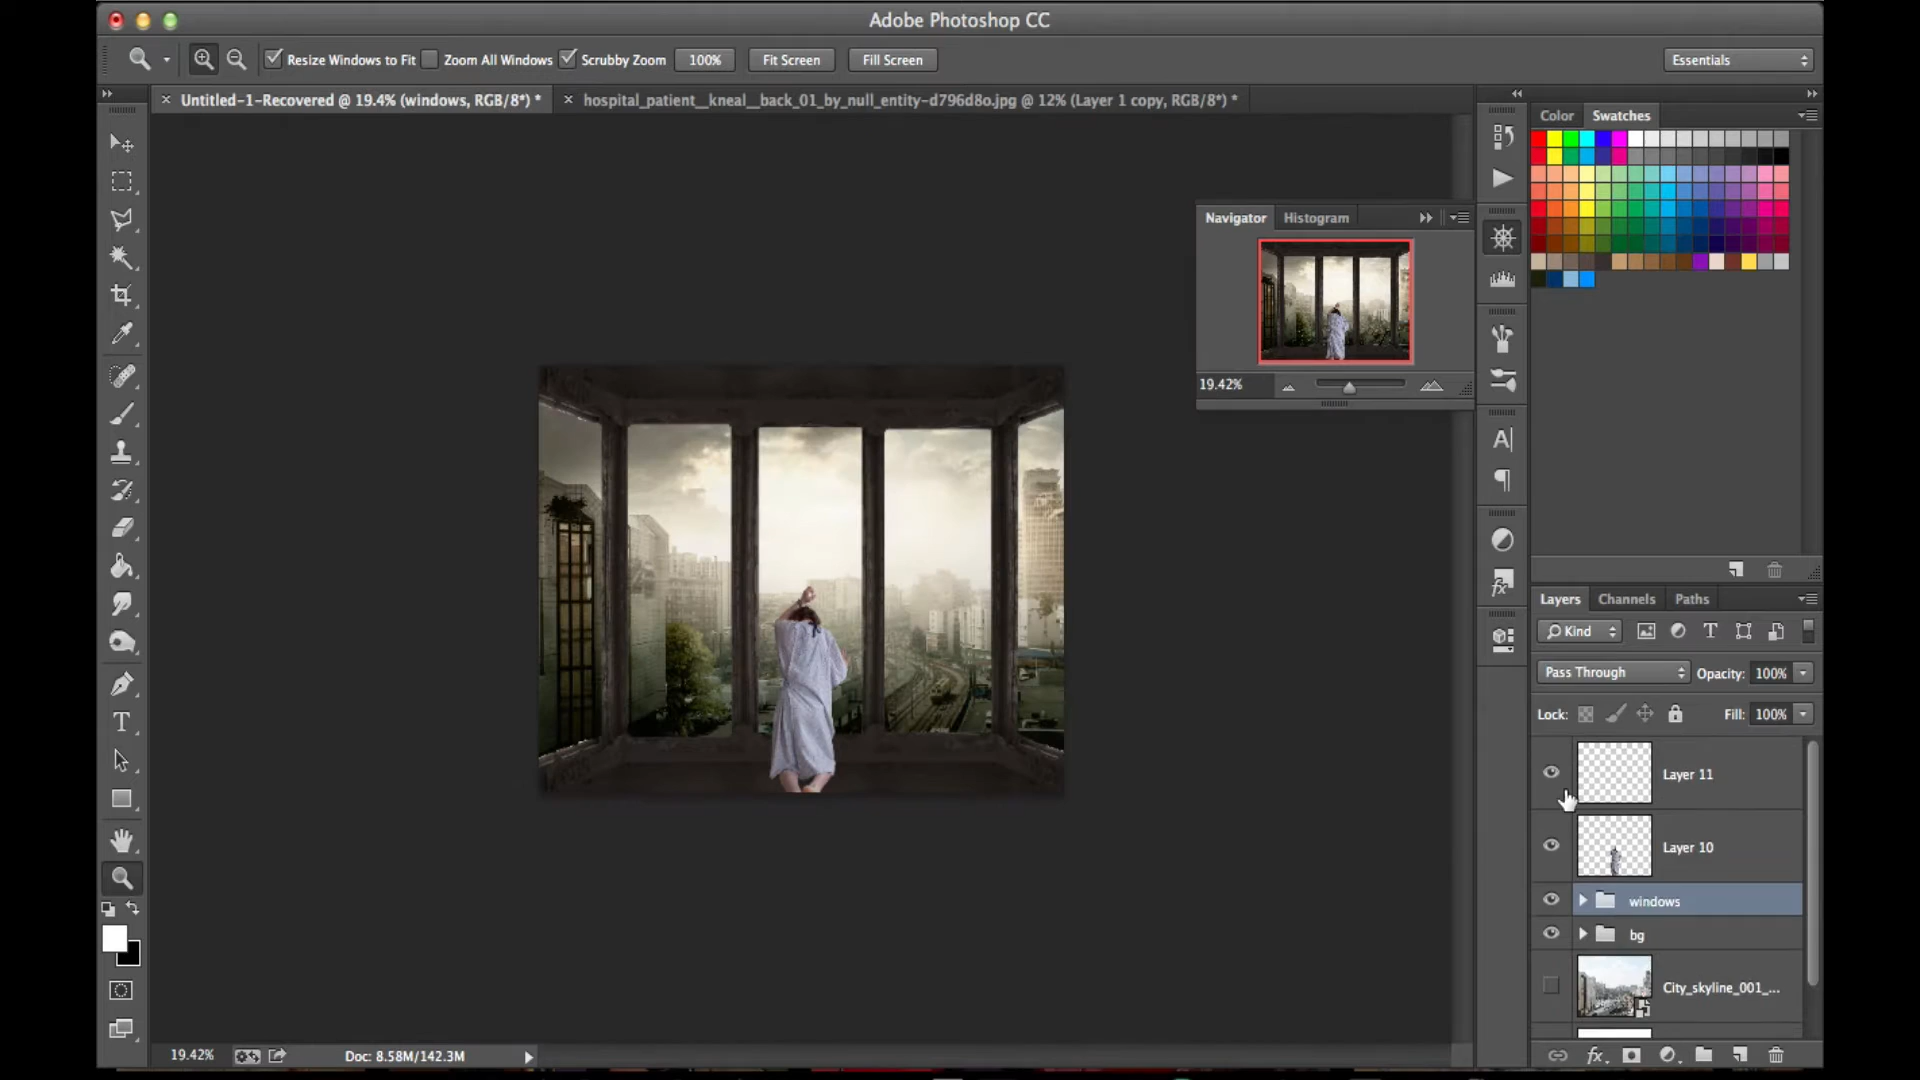 Adobe Photoshop CC
Resize Windows to Fit Zoom All Windows Scrubby Zoom 100% Fit Screen Fill Screen Essentials
Untitled-1-Recovered @ 19.4% (windows, RGB/8*) * hospital_patient__kneal__back_01_by_null_entity-d796d8o.jpg @ 12% (Layer 1 copy, RGB/8*) *
Color Swatches
Navigator Histogram
19.42%
Layers Channels Paths
Kind
Pass Through Opacity: 100%
Lock: Fill: 100%
Layer 11
Layer 10
windows
bg
City_skyline_001_...
19.42% Doc: 8.58M/142.3M